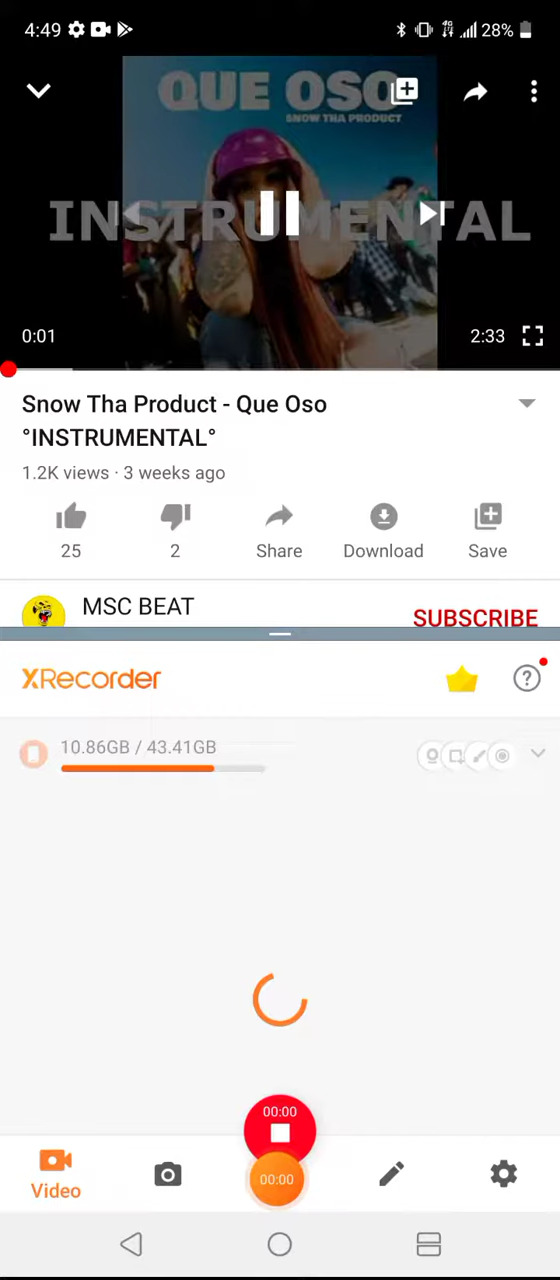 4:49
4G
28%
QUE OSO
SNOW THA PRODUCT
INSTRUMENTAL
0:01
2:33
Snow Tha Product - Que Oso
°INSTRUMENTAL°
1.2K views · 3 weeks ago
25
2
Share
Download
Save
MSC BEAT
SUBSCRIBE
XRecorder
10.86GB / 43.41GB
00:00
00:00
Video